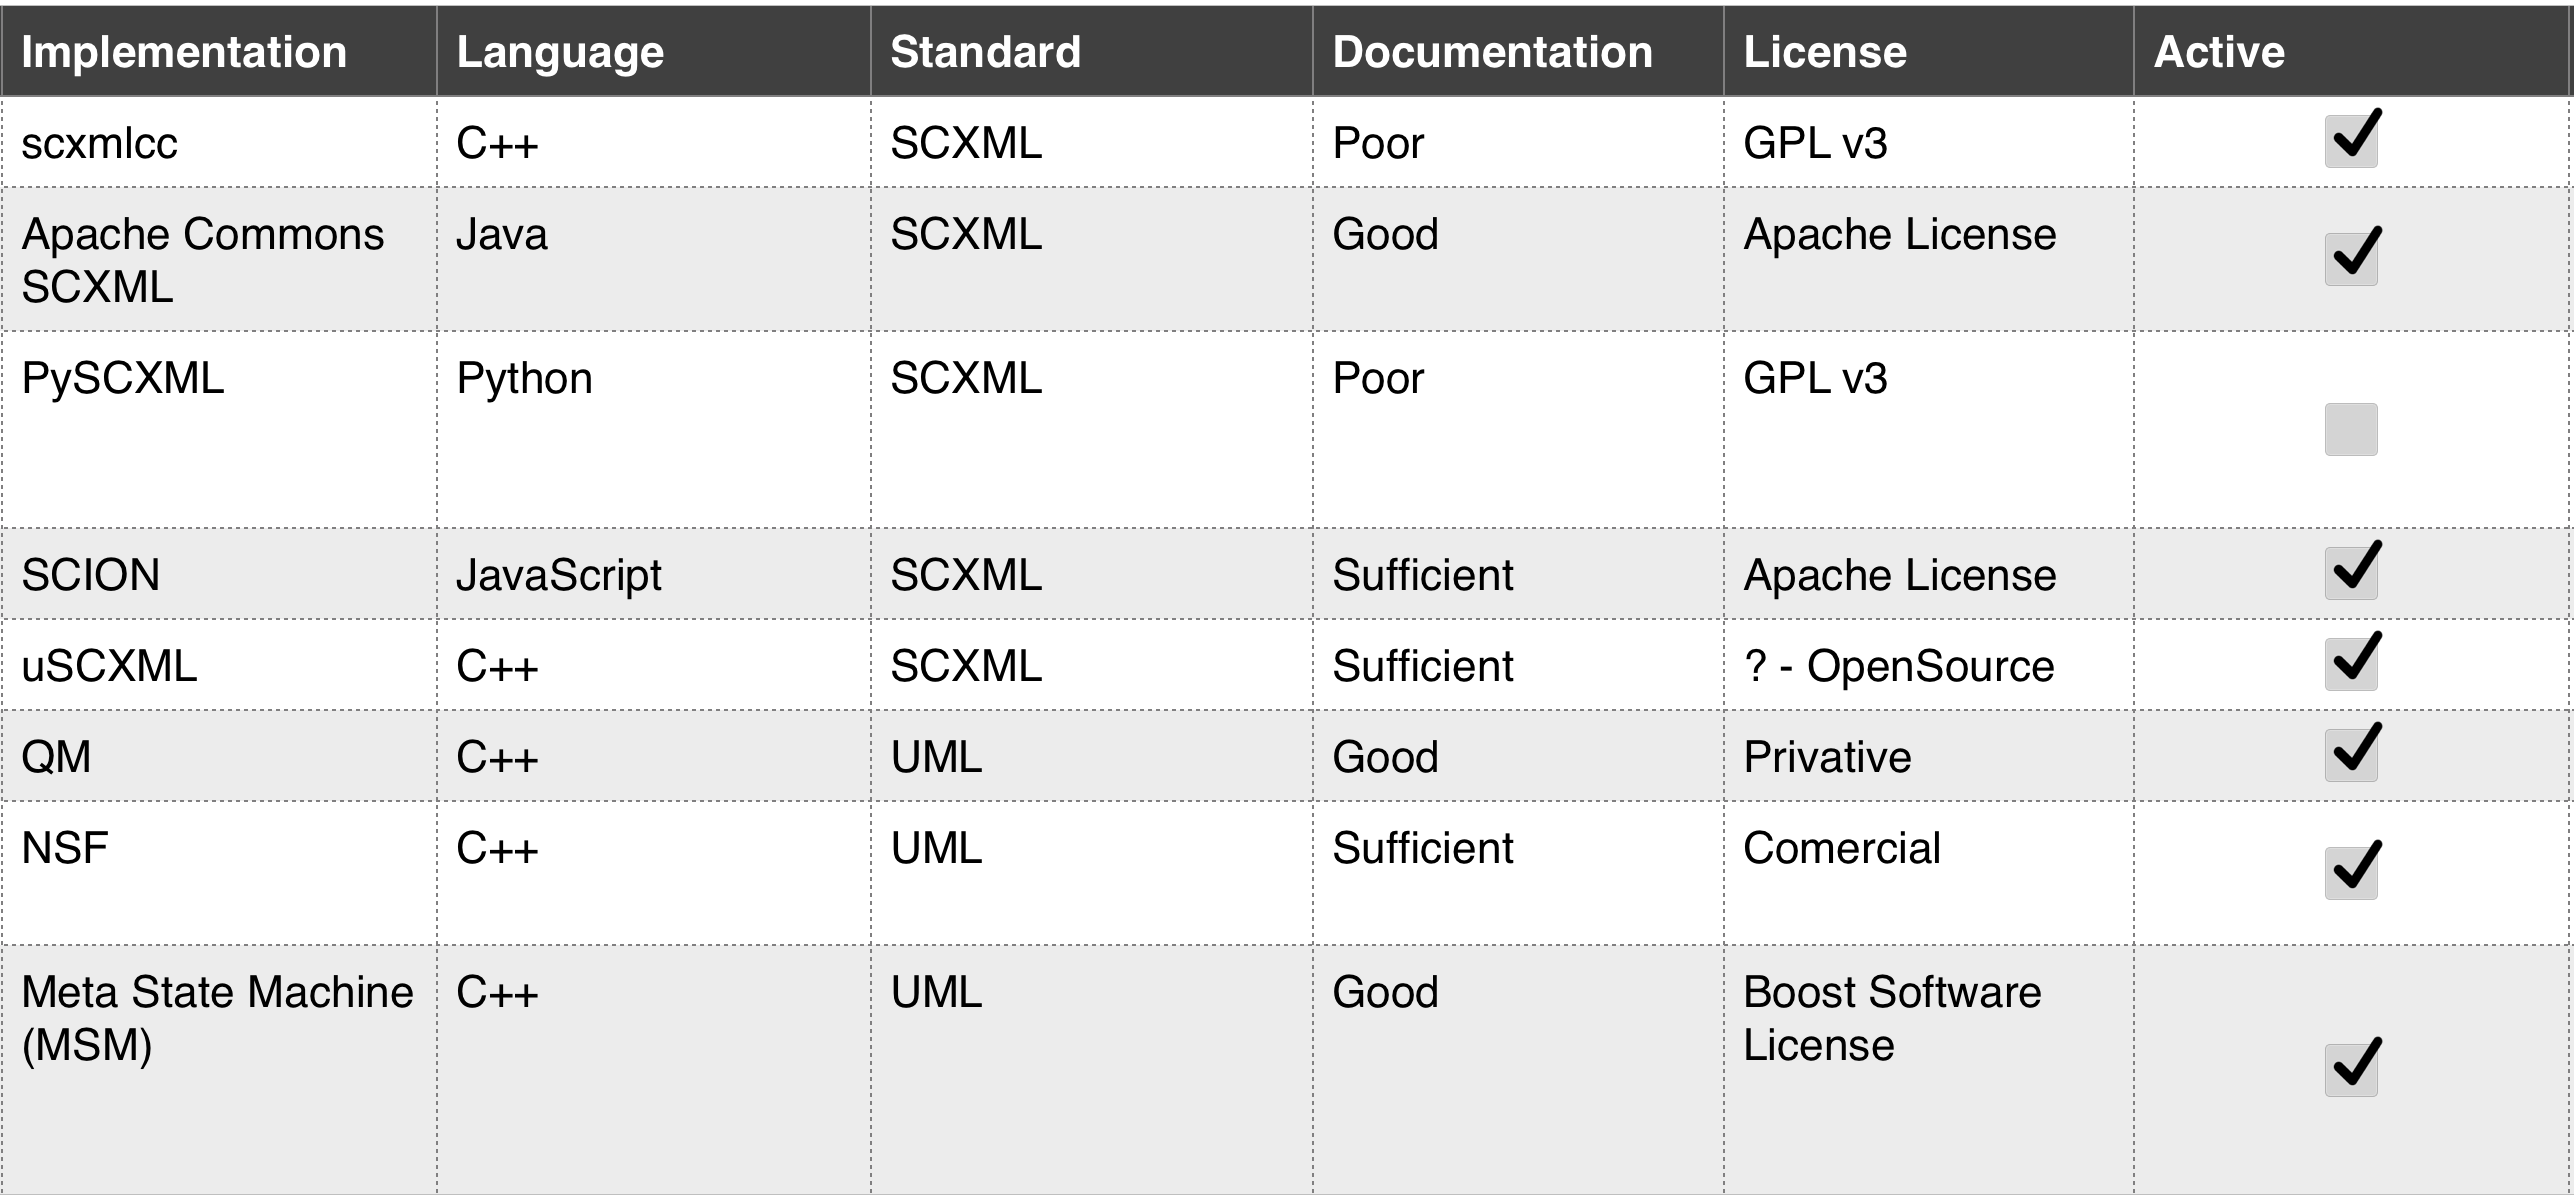 Implementation Language Standard Documentation License Active
scxmlcc C++ SCXML Poor GPL v3
Apache Commons Java SCXML Good Apache License
SCXML
PySCXML Python SCXML Poor GPL v3
SCION JavaScript SCXML Sufficient Apache License
uSCXML C++ SCXML Sufficient ? - OpenSource
QM C++ UML Good Privative
NSF C++ UML Sufficient Comercial
Meta State Machine C++ UML Good Boost Software
(MSM) License